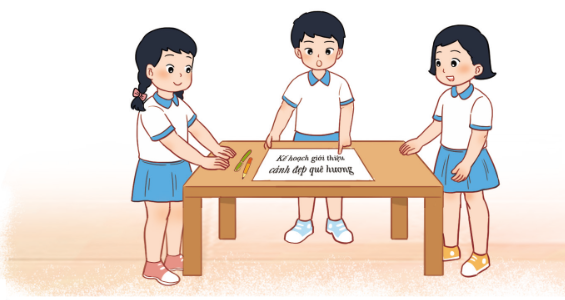 Kế hoạch giới thiệu
cảnh đẹp quê hương